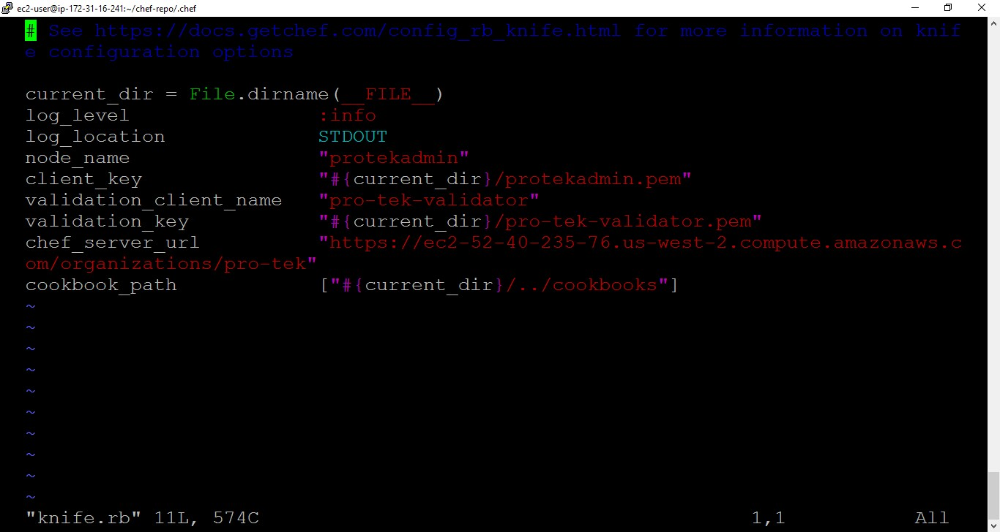 ec2-user@ip-172-31-16-241:~/chef-repo/.chef
# See https://docs.getchef.com/config_rb_knife.html for more information on knif
e configuration options
current_dir = File.dirname(__FILE__)
log_level                :info
log_location             STDOUT
node_name                "protekadmin"
client_key               "#{current_dir}/protekadmin.pem"
validation_client_name   "pro-tek-validator"
validation_key           "#{current_dir}/pro-tek-validator.pem"
chef_server_url          "https://ec2-52-40-235-76.us-west-2.compute.amazonaws.c
om/organizations/pro-tek"
cookbook_path            ["#{current_dir}/../cookbooks"]
~
~
~
~
~
~
~
~
~
~
"knife.rb" 11L, 574C                                          1,1           All